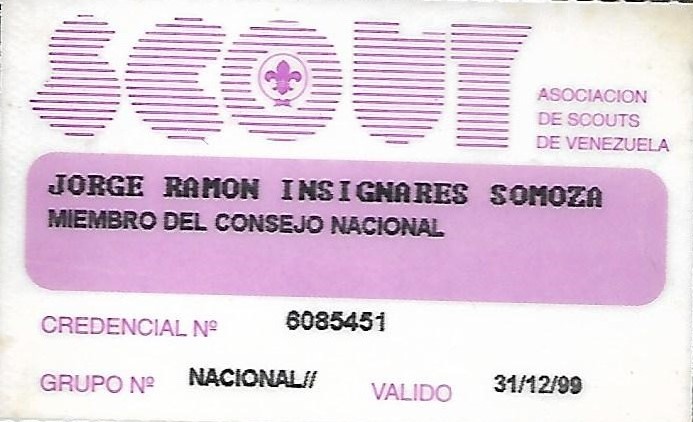 SCOUT
ASOCIACION
DE SCOUTS
DE VENEZUELA
JORGE RAMON INSIGNARES SOMOZA
MIEMBRO DEL CONSEJO NACIONAL
CREDENCIAL Nº 6085451
GRUPO Nº NACIONAL// VALIDO 31/12/99